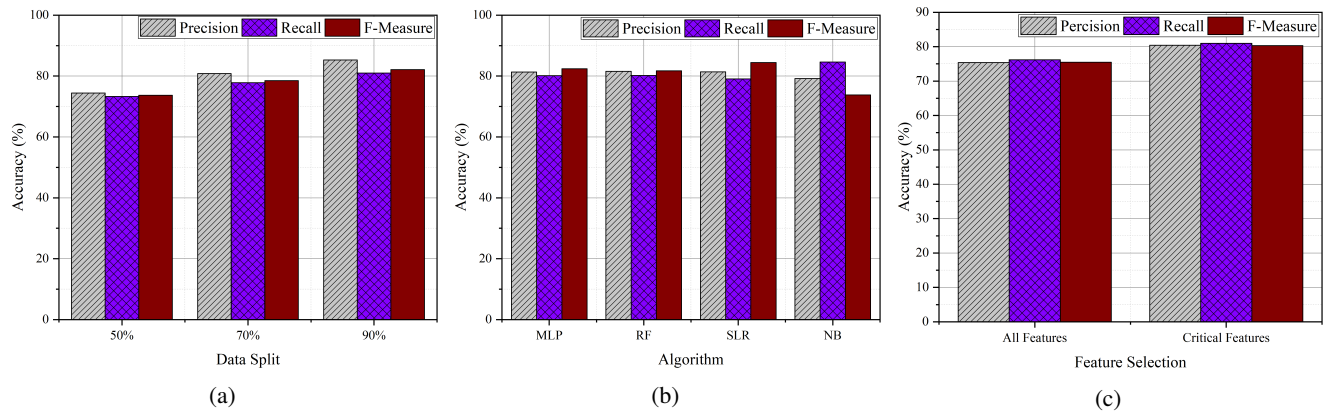 100
80
60
40
20
0
Accuracy (%)
Precision Recall F-Measure
50% 70% 90%
Data Split
(a)
100
80
60
40
20
0
Accuracy (%)
Precision Recall F-Measure
MLP RF SLR NB
Algorithm
(b)
90
80
70
60
50
40
30
20
10
0
Accuracy (%)
Percision Recall F-Measure
All Features Critical Features
Feature Selection
(c)